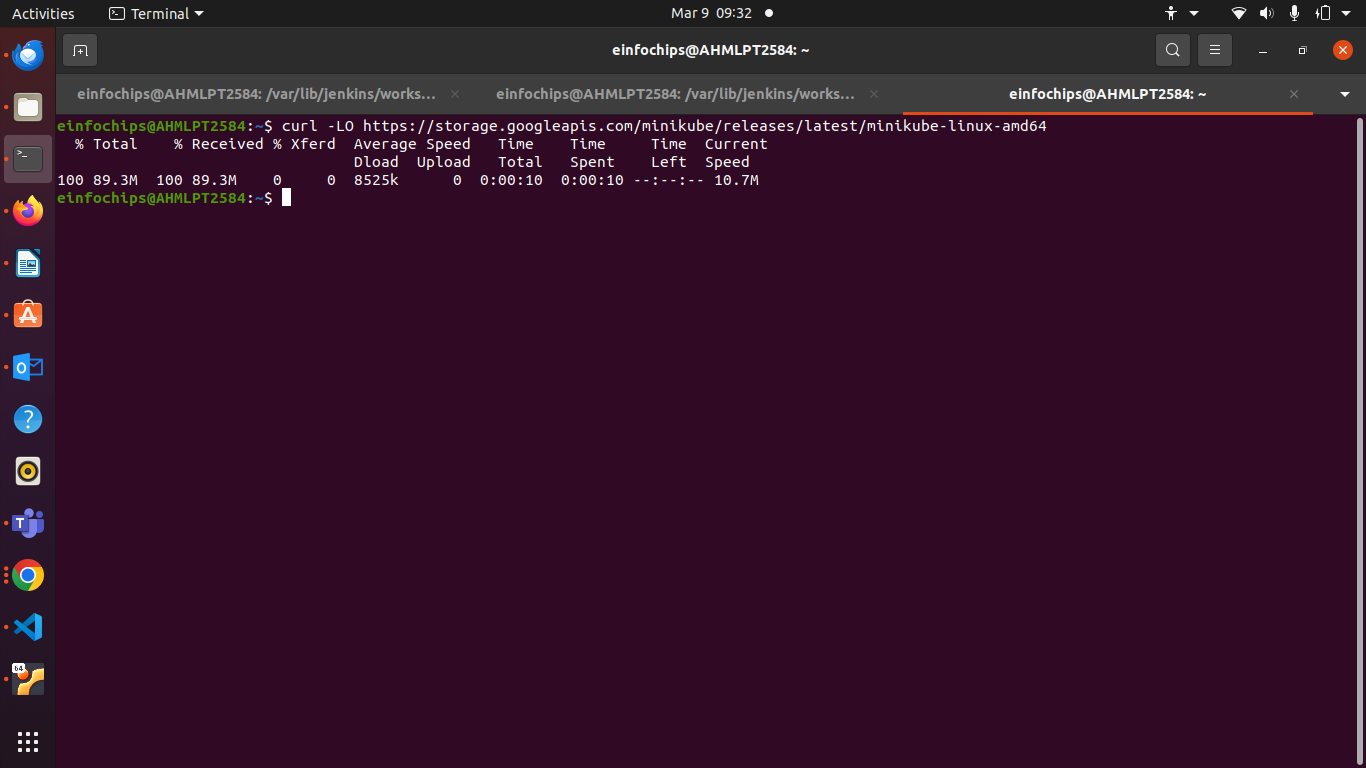 Activities Terminal Mar 9 09:32
einfochips@AHMLPT2584: ~
einfochips@AHMLPT2584: /var/lib/jenkins/works... einfochips@AHMLPT2584: /var/lib/jenkins/works... einfochips@AHMLPT2584: ~
einfochips@AHMLPT2584:~$ curl -LO https://storage.googleapis.com/minikube/releases/latest/minikube-linux-amd64
  % Total    % Received % Xferd  Average Speed   Time    Time     Time  Current
                                 Dload  Upload   Total   Spent    Left  Speed
100 89.3M  100 89.3M    0     0  8525k      0  0:00:10  0:00:10 --:--:-- 10.7M
einfochips@AHMLPT2584:~$
64